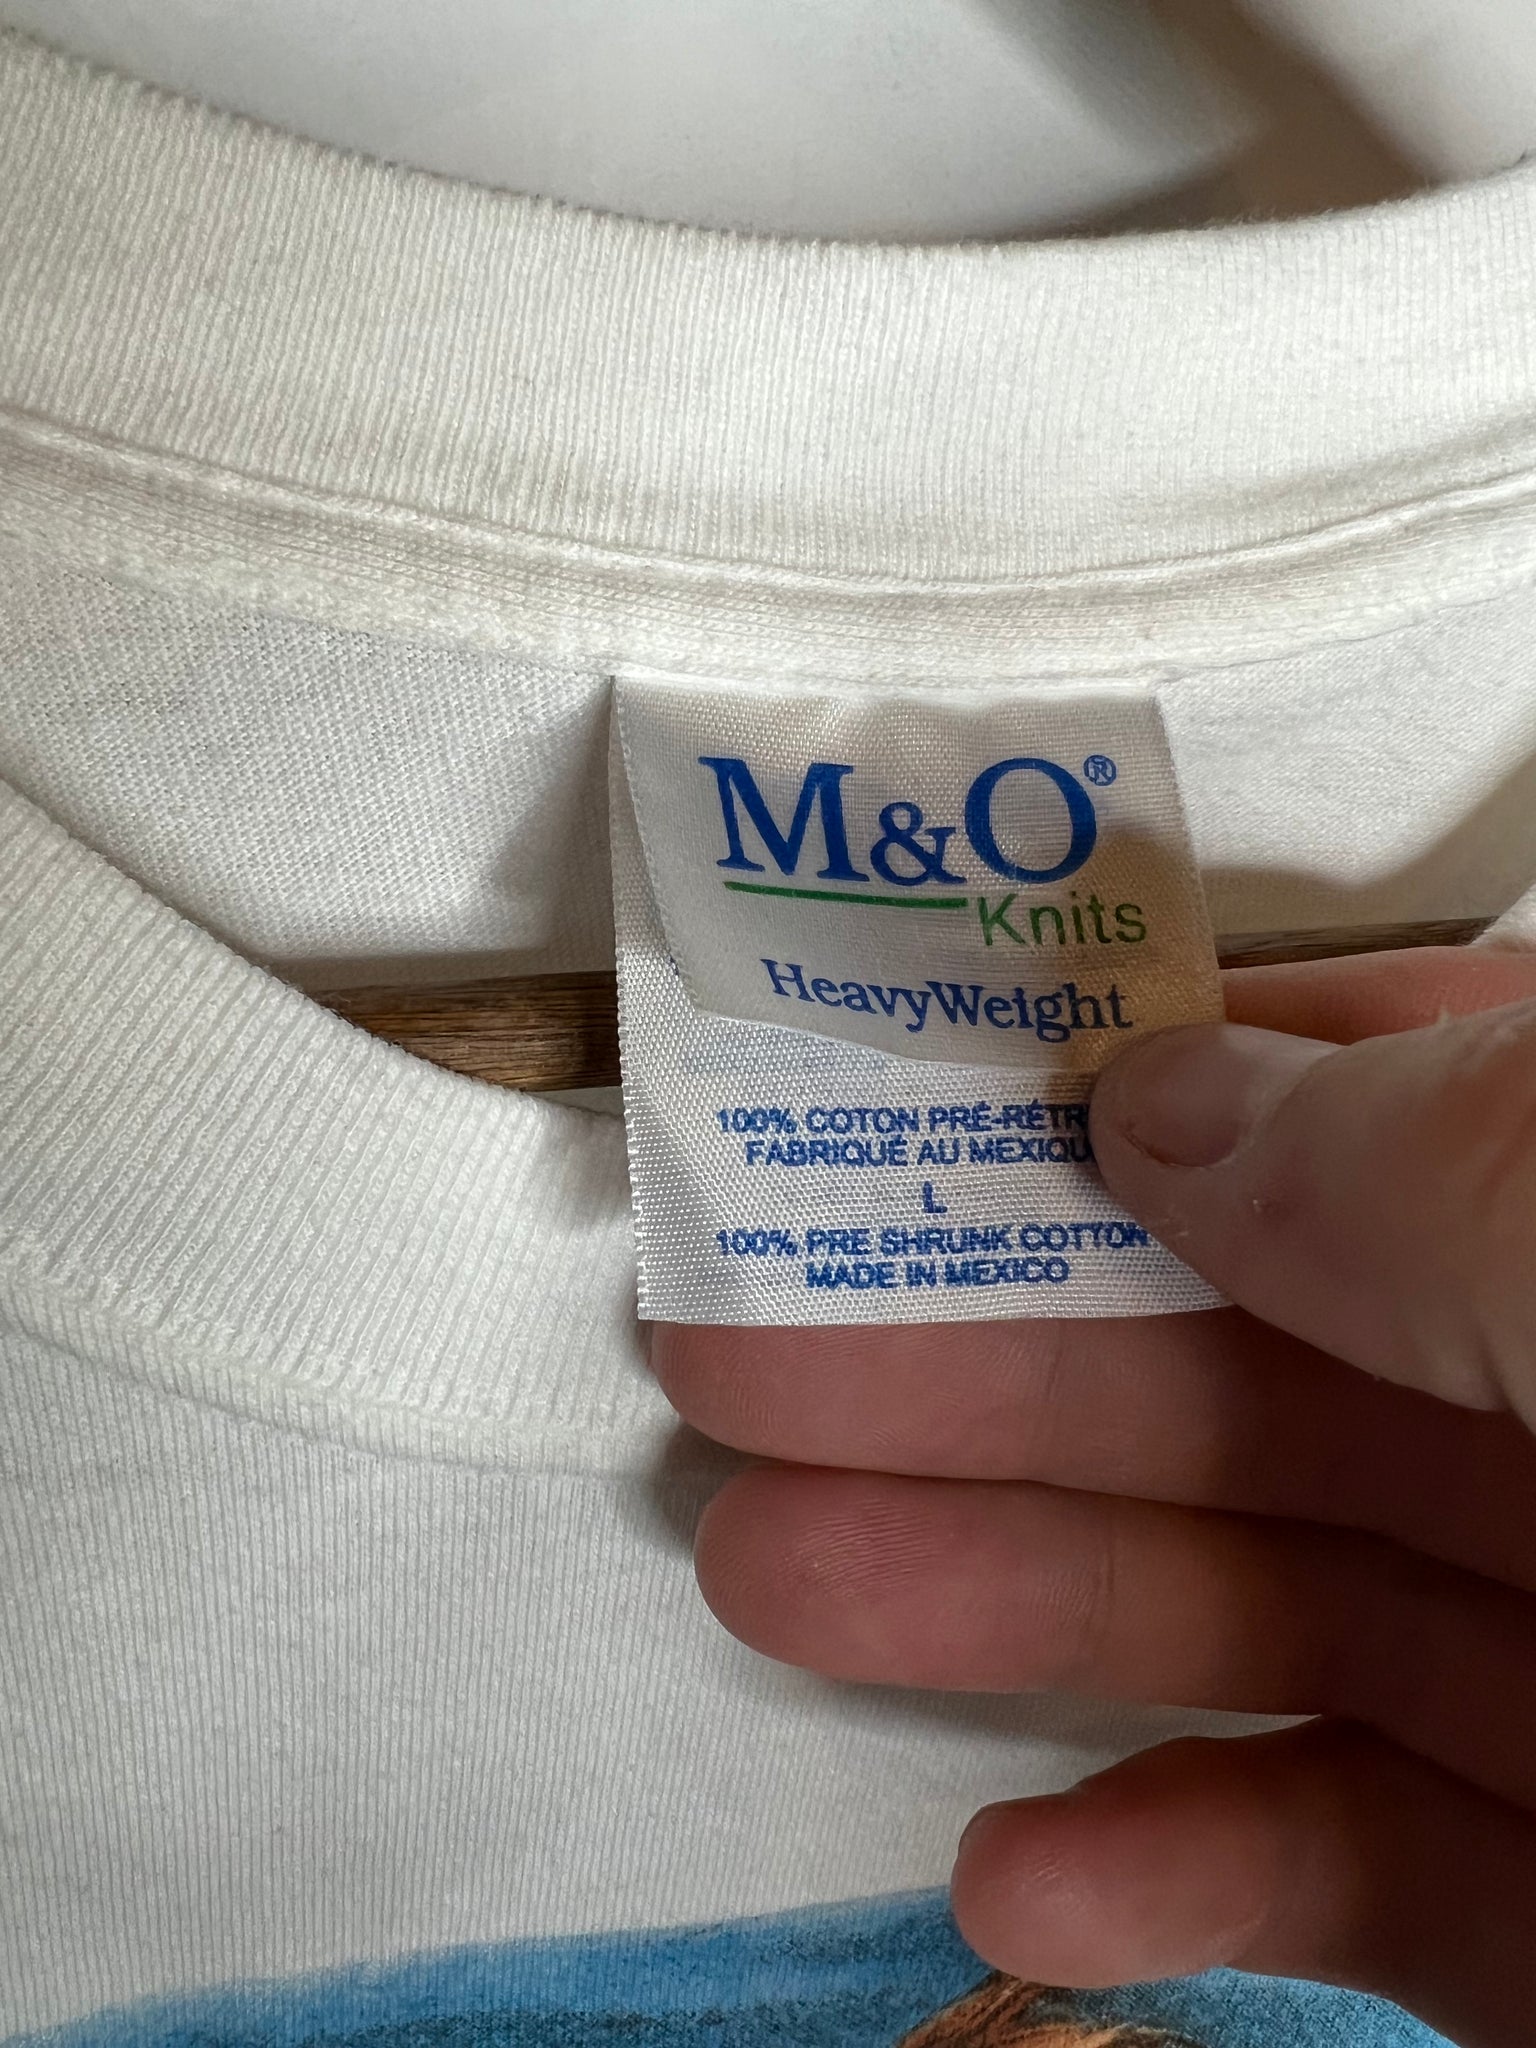 M&O®
Knits
HeavyWeight
100% COTON PRÉ-RÉTR
FABRIQUÉ AU MEXIQU
L
100% PRE SHRUNK COTTON
MADE IN MEXICO